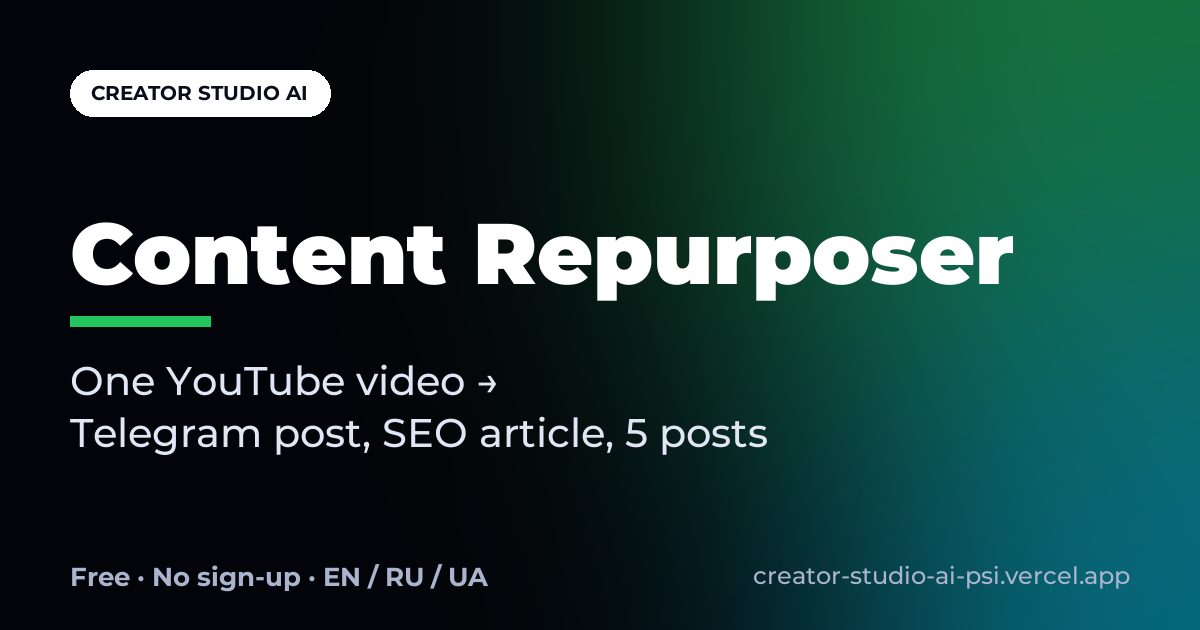 CREATOR STUDIO AI
Content Repurposer
One YouTube video →
Telegram post, SEO article, 5 posts
Free · No sign-up · EN / RU / UA
creator-studio-ai-psi.vercel.app